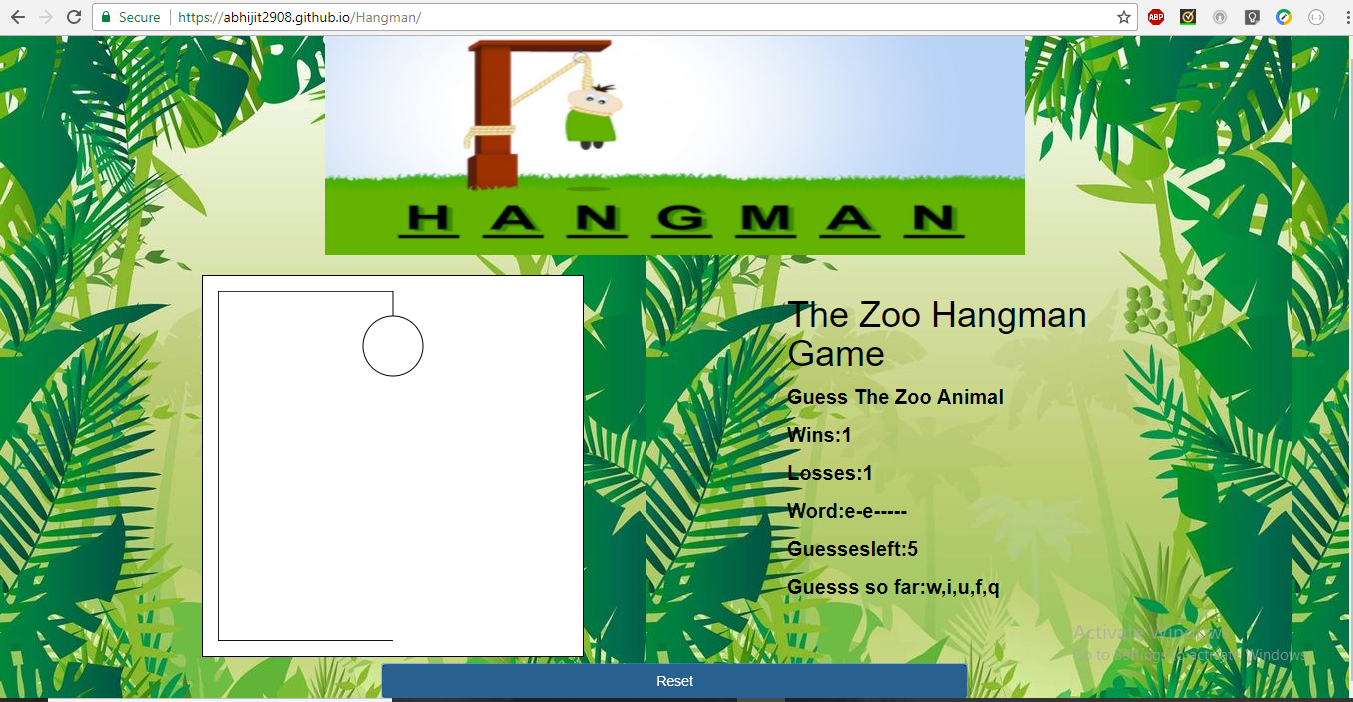 Secure https://abhijit2908.github.io/Hangman/
ABP
H A N G M A N
The Zoo Hangman
Game
Guess The Zoo Animal
Wins:1
Losses:1
Word:e-e-----
Guessesleft:5
Guesss so far:w,i,u,f,q
Activate Windows
Go to Settings to activate Windows.
Reset